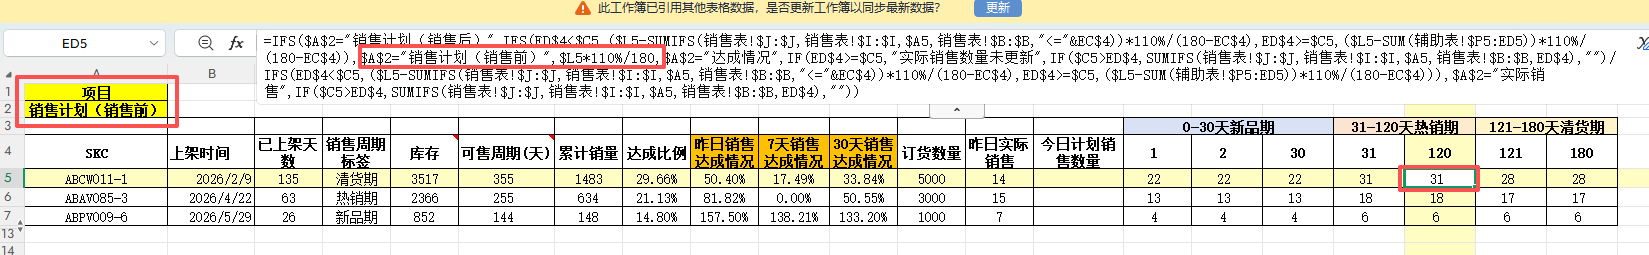 此工作簿已引用其他表格数据，是否更新工作簿以同步最新数据？ 更新
ED5 fx
=IFS($A$2="销售计划（销售后）",IFS(ED$4<$C5,($L5-SUMIFS(销售表!$J:$J,销售表!$I:$I,$A5,销售表!$B:$B,"<="&EC$4))*110%/(180-EC$4),ED$4>=$C5,($L5-SUM(辅助表!$P5:ED5))*110%/
(180-EC$4)),$A$2="销售计划（销售前）",$L5*110%/180,$A$2="达成情况",IF(ED$4>=$C5,"实际销售数量未更新",IF($C5>ED$4,SUMIFS(销售表!$J:$J,销售表!$I:$I,$A5,销售表!$B:$B,ED$4),"")/
IFS(ED$4<$C5,($L5-SUMIFS(销售表!$J:$J,销售表!$I:$I,$A5,销售表!$B:$B,"<="&EC$4))*110%/(180-EC$4),ED$4>=$C5,($L5-SUM(辅助表!$P5:ED5))*110%/(180-EC$4))),$A$2="实际销
售",IF($C5>ED$4,SUMIFS(销售表!$J:$J,销售表!$I:$I,$A5,销售表!$B:$B,ED$4),""))
A B
1 项目
2 销售计划（销售前）
3 0-30天新品期 31-120天热销期 121-180天清货期
4 SKC 上架时间 已上架天数 销售周期标签 库存 可售周期(天) 累计销量 达成比例 昨日销售达成情况 7天销售达成情况 30天销售达成情况 订货数量 昨日实际销售 今日计划销售数量 1 2 30 31 120 121 180
5 ABCW011-1 2026/2/9 135 清货期 3517 355 1483 29.66% 50.40% 17.49% 33.84% 5000 14 22 22 22 31 31 28 28
6 ABAV085-3 2026/4/22 63 热销期 2366 255 634 21.13% 81.82% 0.00% 50.55% 3000 15 13 13 13 18 18 17 17
7 ABPV009-6 2026/5/29 26 新品期 852 144 148 14.80% 157.50% 138.21% 133.20% 1000 7 4 4 4 6 6 6 6
13
14